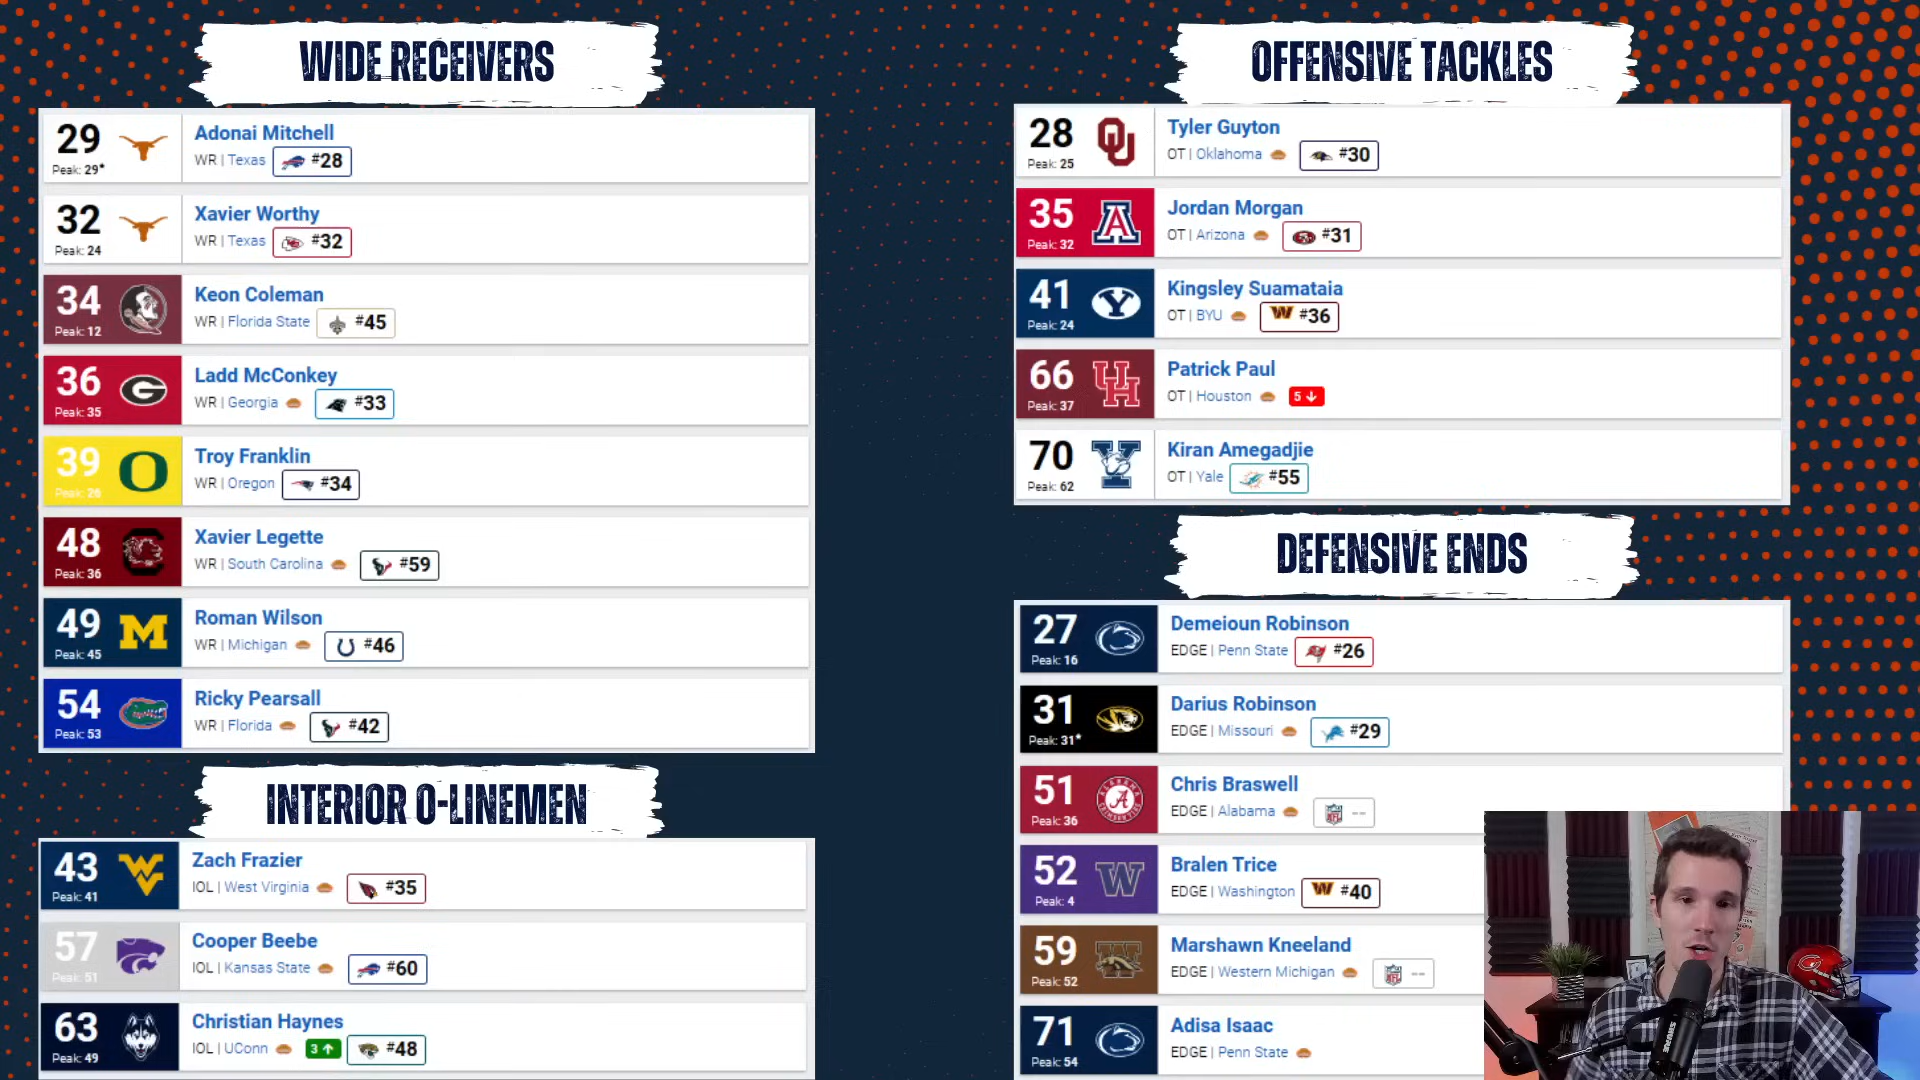 WIDE RECEIVERS
29
Peak: 29*
Adonai Mitchell
WR | Texas #28
32
Peak: 24
Xavier Worthy
WR | Texas #32
34
Peak: 12
Keon Coleman
WR | Florida State #45
36
Peak: 35
Ladd McConkey
WR | Georgia #33
39
Peak: 26
Troy Franklin
WR | Oregon #34
48
Peak: 36
Xavier Legette
WR | South Carolina #59
49
Peak: 45
Roman Wilson
WR | Michigan #46
54
Peak: 53
Ricky Pearsall
WR | Florida #42
INTERIOR O-LINEMEN
43
Peak: 41
Zach Frazier
IOL | West Virginia #35
57
Peak: 51
Cooper Beebe
IOL | Kansas State #60
63
Peak: 49
Christian Haynes
IOL | UConn 3 ↑ #48
OFFENSIVE TACKLES
28
Peak: 25
Tyler Guyton
OT | Oklahoma #30
35
Peak: 32
Jordan Morgan
OT | Arizona #31
41
Peak: 24
Kingsley Suamataia
OT | BYU #36
66
Peak: 37
Patrick Paul
OT | Houston 5 ↓
70
Peak: 62
Kiran Amegadjie
OT | Yale #55
DEFENSIVE ENDS
27
Peak: 16
Demeioun Robinson
EDGE | Penn State #26
31
Peak: 31*
Darius Robinson
EDGE | Missouri #29
51
Peak: 36
Chris Braswell
EDGE | Alabama --
52
Peak: 4
Bralen Trice
EDGE | Washington #40
59
Peak: 52
Marshawn Kneeland
EDGE | Western Michigan --
71
Peak: 54
Adisa Isaac
EDGE | Penn State